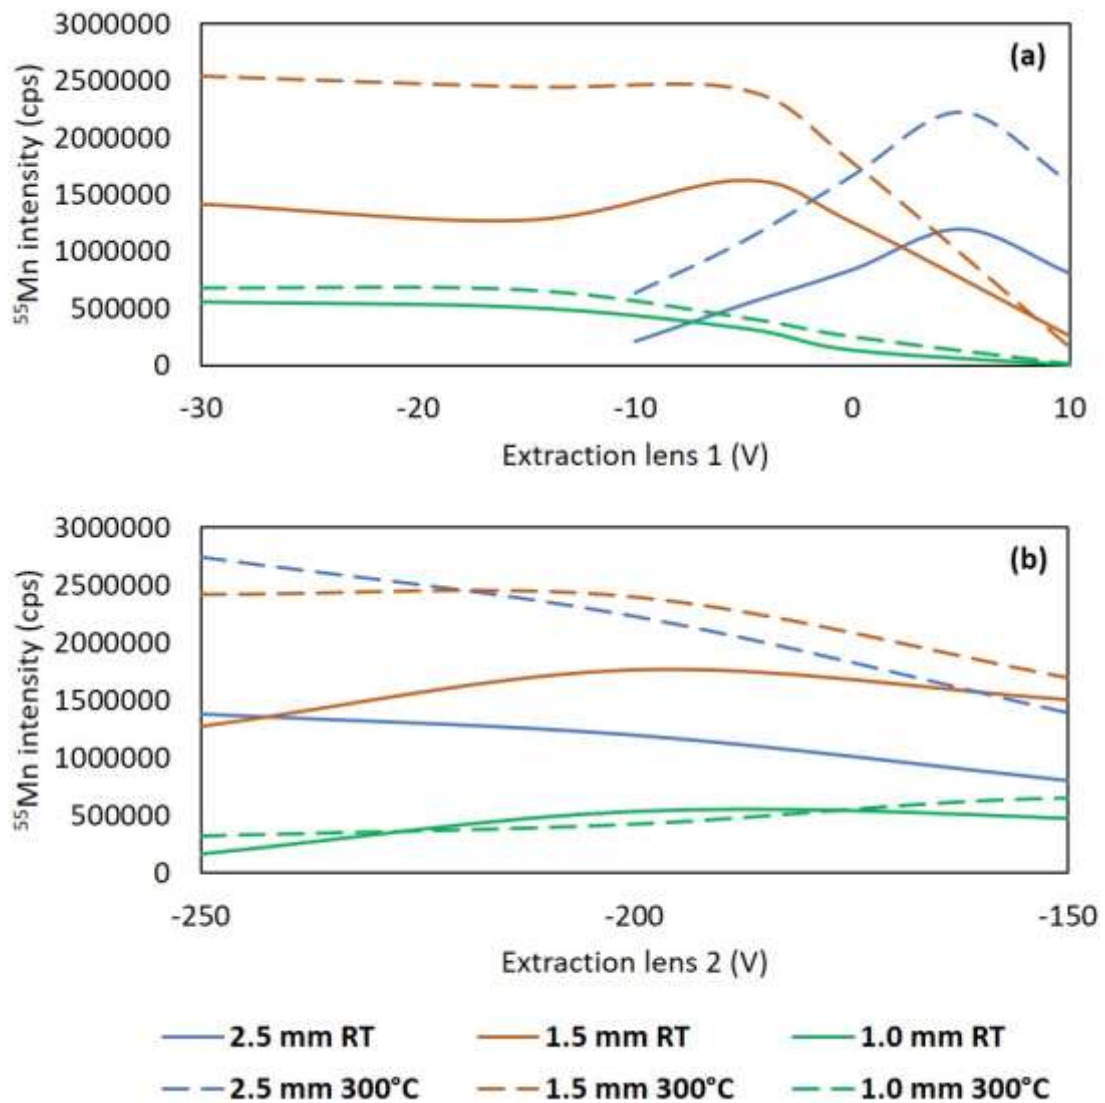 3000000
(a)
2500000
2000000
1500000
1000000
500000
0
⁵⁵Mn intensity (cps)
-30 -20 -10 0 10
Extraction lens 1 (V)
3000000
(b)
2500000
2000000
1500000
1000000
500000
0
⁵⁵Mn intensity (cps)
-250 -200 -150
Extraction lens 2 (V)
2.5 mm RT 1.5 mm RT 1.0 mm RT
2.5 mm 300°C 1.5 mm 300°C 1.0 mm 300°C